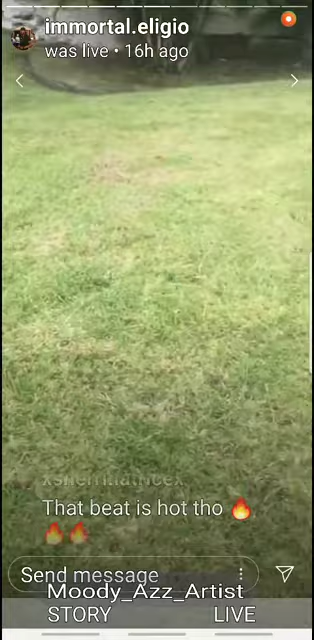 immortal.eligio
was live • 16h ago
That beat is hot tho 🔥
🔥🔥
Send message
Moody_Azz_Artist
STORY LIVE